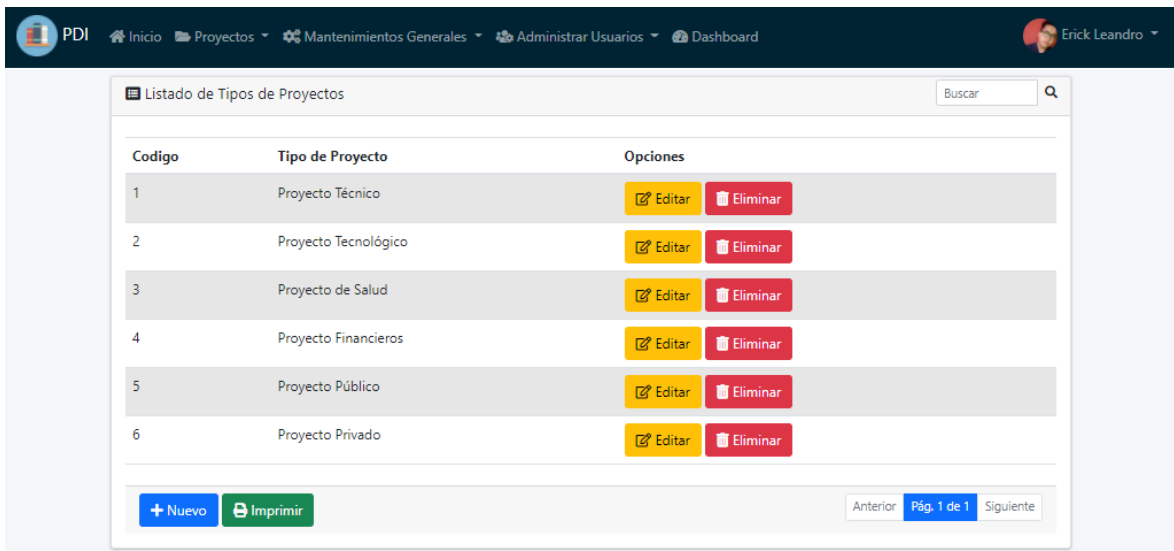 PDI Inicio Proyectos Mantenimientos Generales Administrar Usuarios Dashboard Erick Leandro
Listado de Tipos de Proyectos Buscar
Codigo Tipo de Proyecto Opciones
1 Proyecto Técnico Editar Eliminar
2 Proyecto Tecnológico Editar Eliminar
3 Proyecto de Salud Editar Eliminar
4 Proyecto Financieros Editar Eliminar
5 Proyecto Público Editar Eliminar
6 Proyecto Privado Editar Eliminar
Nuevo Imprimir Anterior Pág. 1 de 1 Siguiente